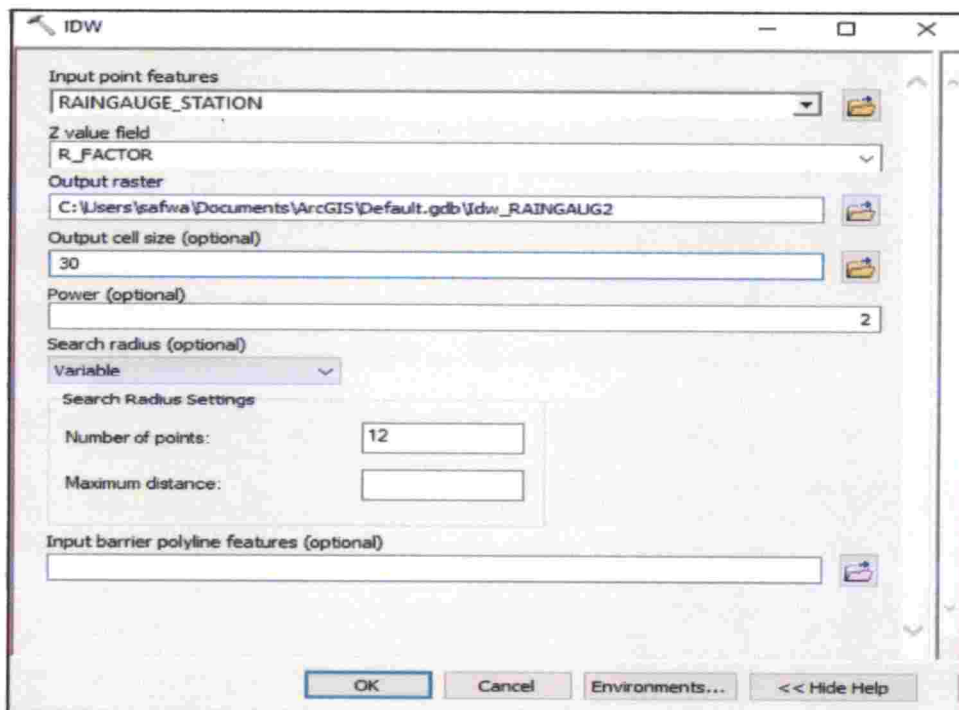 IDW
Input point features
RAINGAUGE_STATION
Z value field
R_FACTOR
Output raster
C:\Users\safwa\Documents\ArcGIS\Default.gdb\Idw_RAINGAUG2
Output cell size (optional)
30
Power (optional)
2
Search radius (optional)
Variable
Search Radius Settings
Number of points: 12
Maximum distance:
Input barrier polyline features (optional)
OK Cancel Environments... << Hide Help